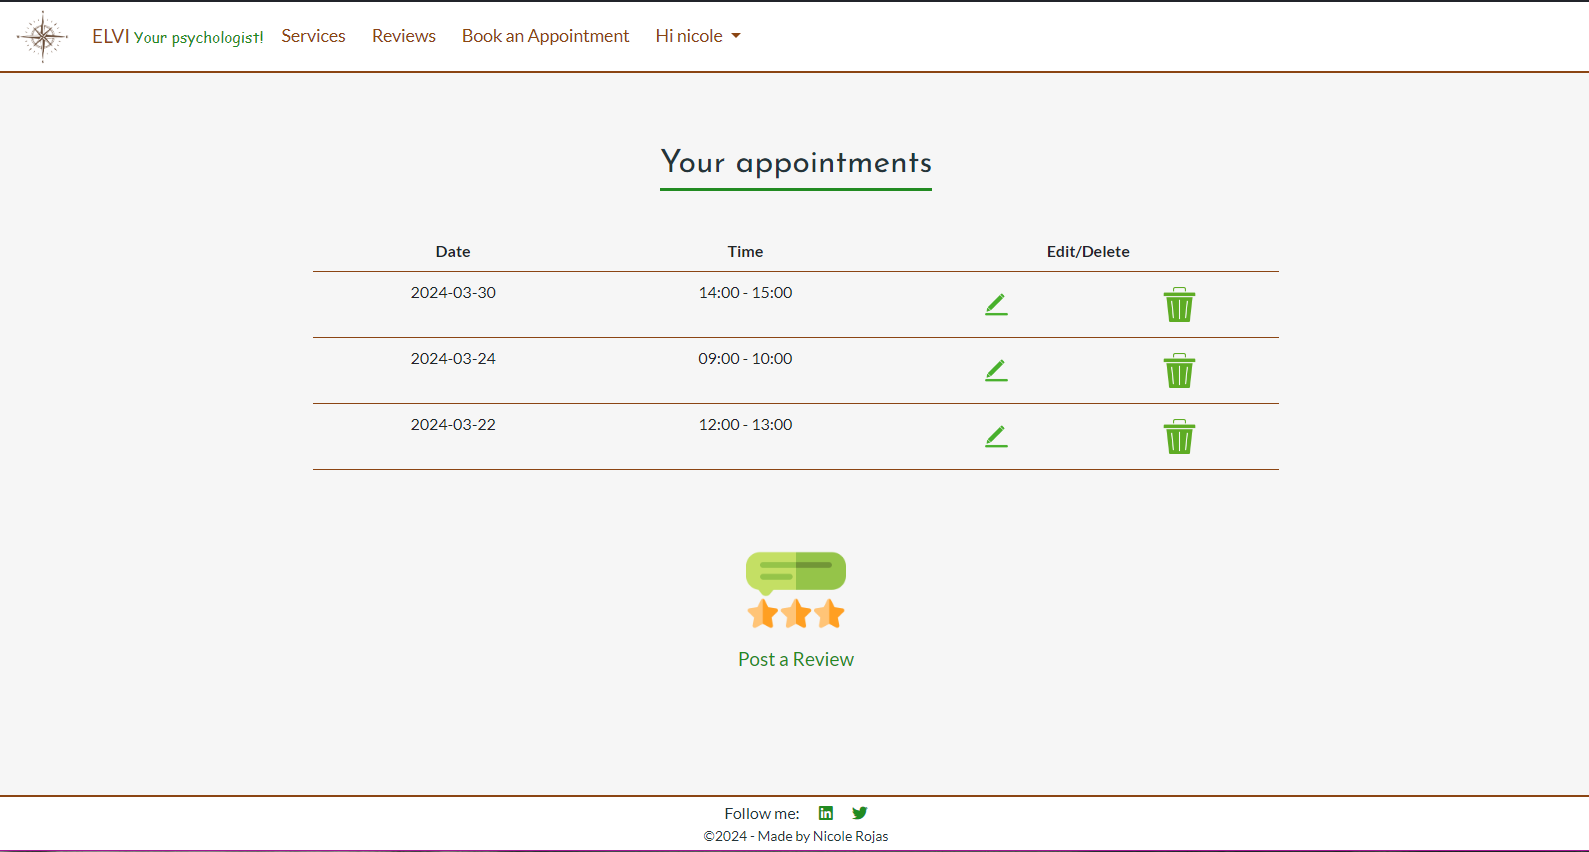 ELVI Your psychologist! Services Reviews Book an Appointment Hi nicole
Your appointments
Date Time Edit/Delete
2024-03-30 14:00 - 15:00
2024-03-24 09:00 - 10:00
2024-03-22 12:00 - 13:00
Post a Review
Follow me:
©2024 - Made by Nicole Rojas